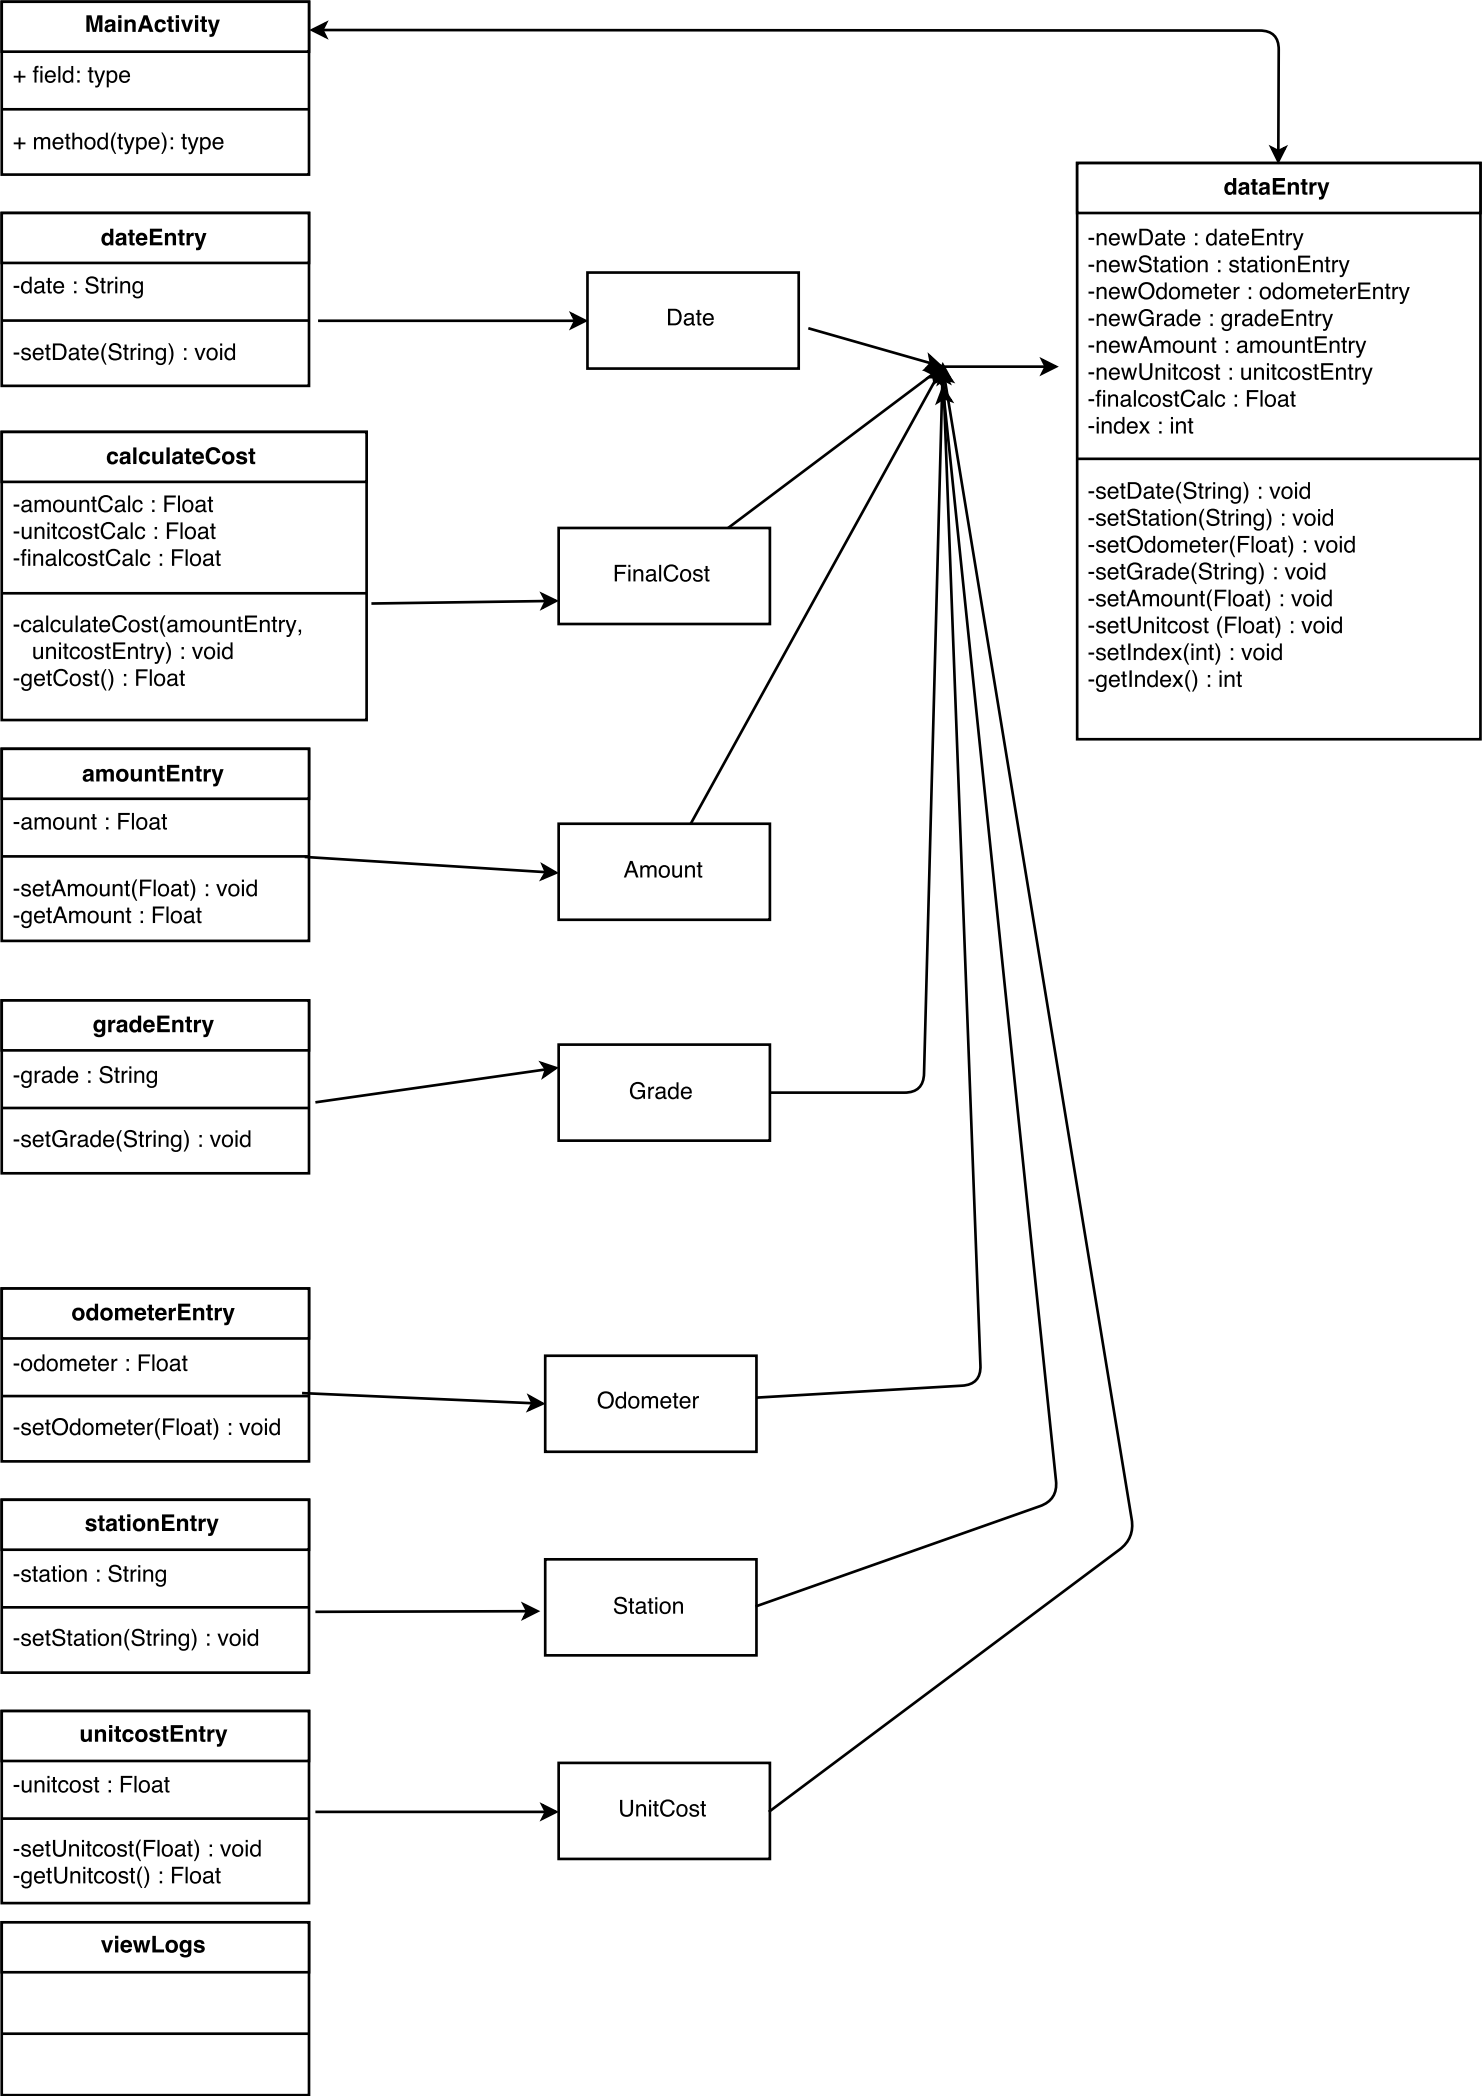 MainActivity
+ field: type
+ method(type): type
dataEntry
-newDate : dateEntry
-newStation : stationEntry
-newOdometer : odometerEntry
-newGrade : gradeEntry
-newAmount : amountEntry
-newUnitcost : unitcostEntry
-finalcostCalc : Float
-index : int
-setDate(String) : void
-setStation(String) : void
-setOdometer(Float) : void
-setGrade(String) : void
-setAmount(Float) : void
-setUnitcost (Float) : void
-setIndex(int) : void
-getIndex() : int
dateEntry
-date : String
-setDate(String) : void
Date
calculateCost
-amountCalc : Float
-unitcostCalc : Float
-finalcostCalc : Float
-calculateCost(amountEntry,
unitcostEntry) : void
-getCost() : Float
FinalCost
amountEntry
-amount : Float
-setAmount(Float) : void
-getAmount : Float
Amount
gradeEntry
-grade : String
-setGrade(String) : void
Grade
odometerEntry
-odometer : Float
-setOdometer(Float) : void
Odometer
stationEntry
-station : String
-setStation(String) : void
Station
unitcostEntry
-unitcost : Float
-setUnitcost(Float) : void
-getUnitcost() : Float
UnitCost
viewLogs